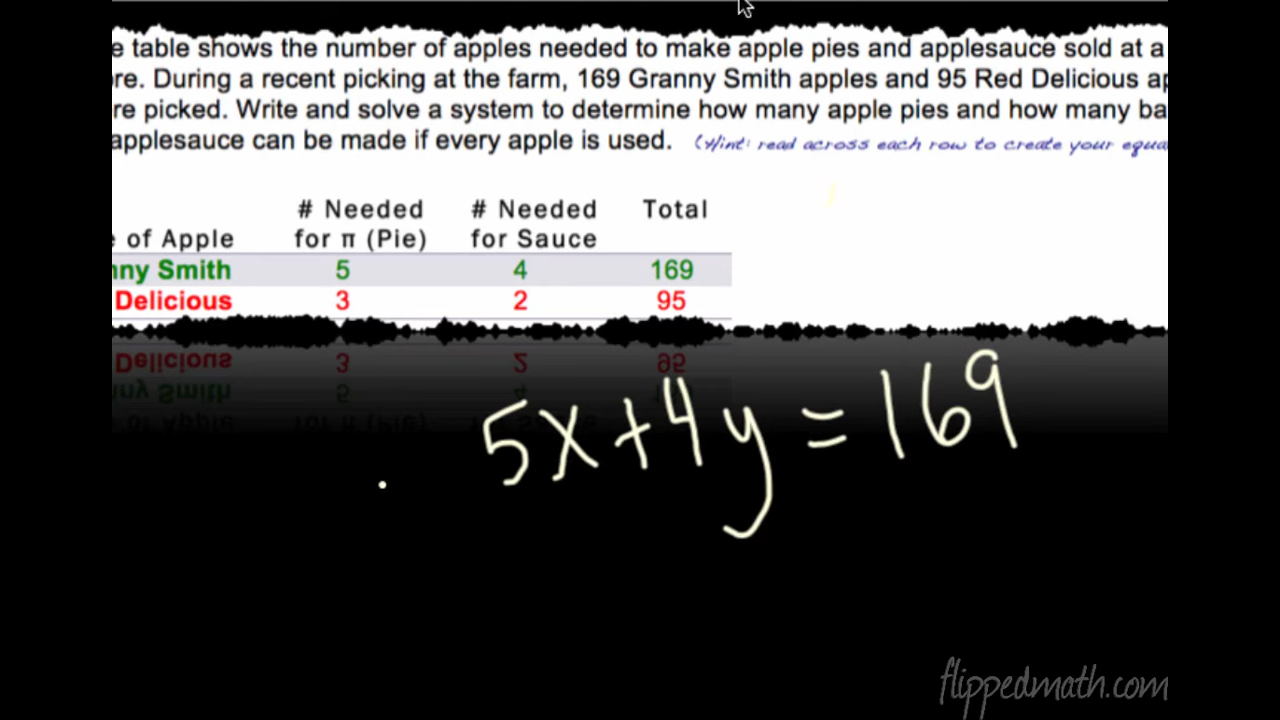 e table shows the number of apples needed to make apple pies and applesauce sold at a
ore. During a recent picking at the farm, 169 Granny Smith apples and 95 Red Delicious ap
re picked. Write and solve a system to determine how many apple pies and how many ba
applesauce can be made if every apple is used. (Hint: read across each row to create your equa
# Needed # Needed Total
e of Apple for π (Pie) for Sauce
nny Smith 5 4 169
Delicious 3 2 95
5x+4y=169
flippedmath.com